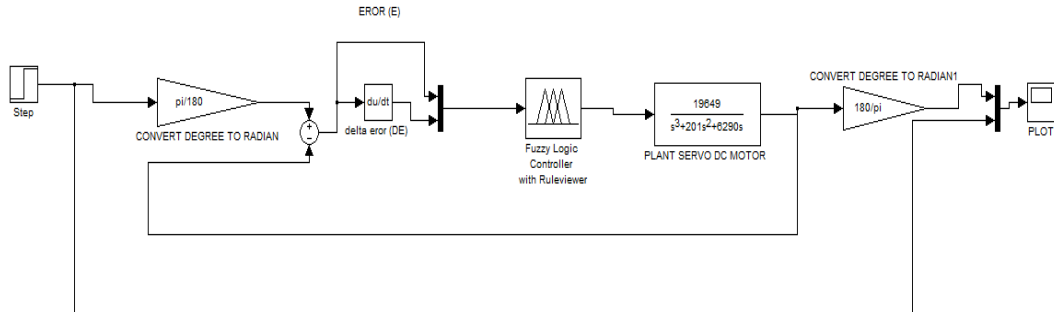 EROR (E)
Step
pi/180
CONVERT DEGREE TO RADIAN
+
−
du/dt
delta eror (DE)
Fuzzy Logic
Controller
with Ruleviewer
19649
s³+201s²+6290s
PLANT SERVO DC MOTOR
CONVERT DEGREE TO RADIAN1
180/pi
PLOT